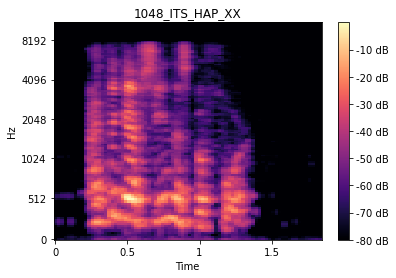 1048_ITS_HAP_XX
8192
4096
2048
1024
512
0
Hz
0
0.5
1
1.5
Time
-10 dB
-20 dB
-30 dB
-40 dB
-50 dB
-60 dB
-70 dB
-80 dB